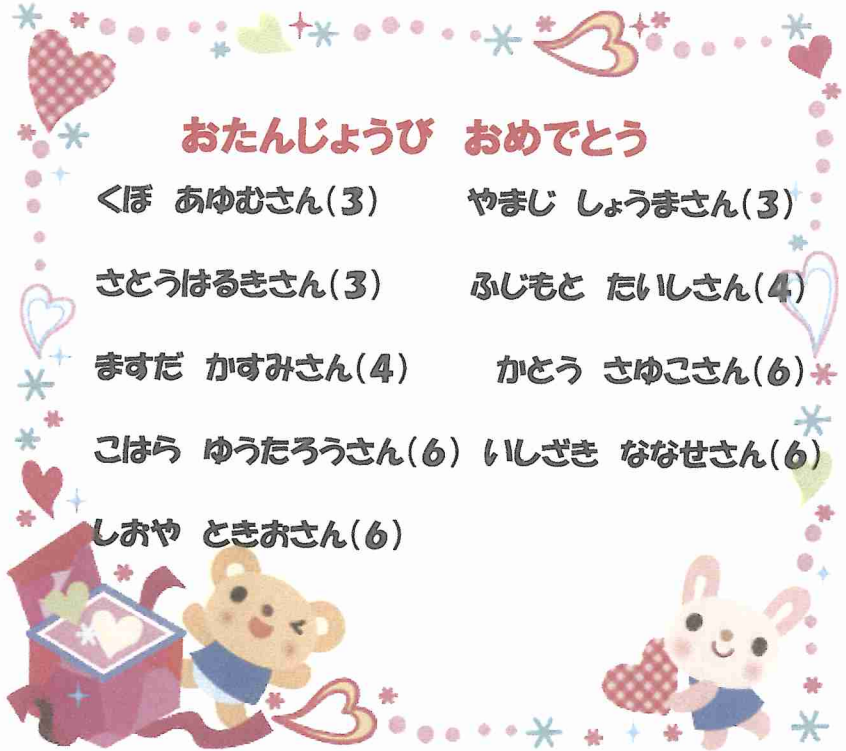 おたんじょうび おめでとう
くぼ あゆむさん(3) やまじ しょうまさん(3)
さとうはるきさん(3) ふじもと たいしさん(4)
ますだ かすみさん(4) かとう さゆこさん(6)
こはら ゆうたろうさん(6) いしざき ななせさん(6)
しおや ときおさん(6)